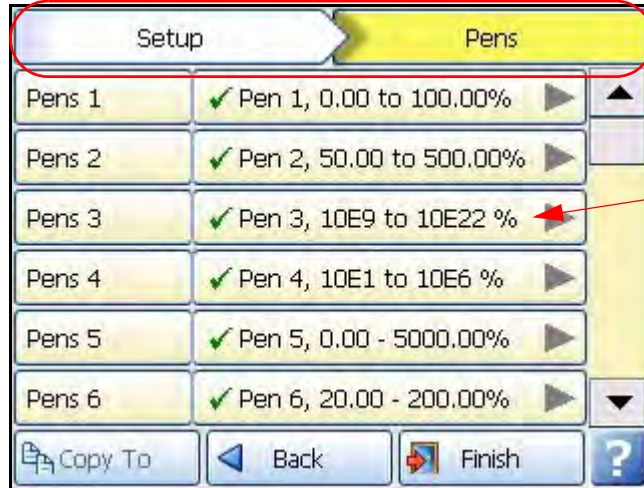 Setup Pens
Pens 1 Pen 1, 0.00 to 100.00%
Pens 2 Pen 2, 50.00 to 500.00%
Pens 3 Pen 3, 10E9 to 10E22 %
Pens 4 Pen 4, 10E1 to 10E6 %
Pens 5 Pen 5, 0.00 - 5000.00%
Pens 6 Pen 6, 20.00 - 200.00%
Copy To Back Finish ?